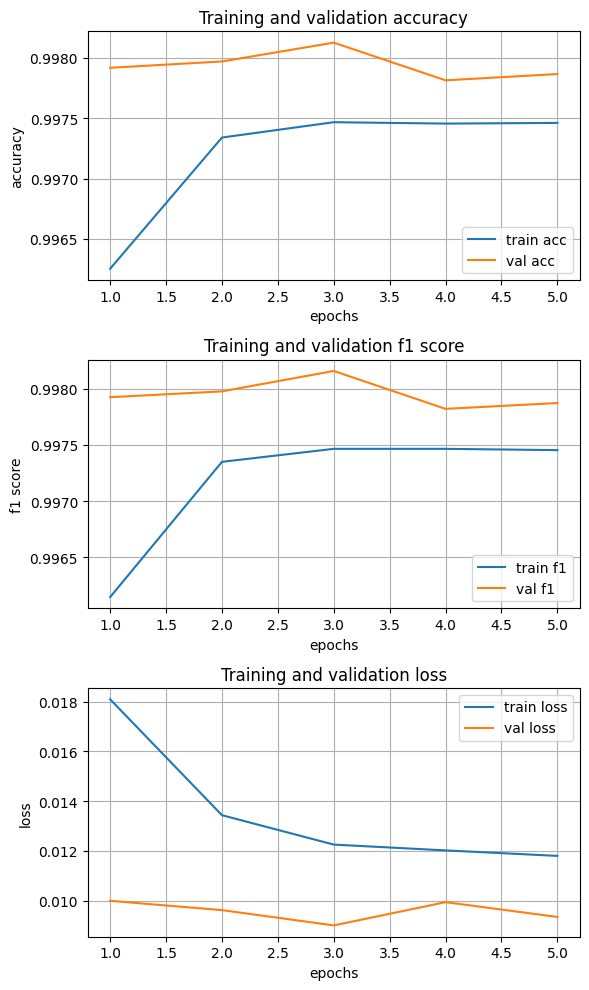 Training and validation accuracy
0.9980
0.9975
0.9970
0.9965
accuracy
train acc
val acc
1.0 1.5 2.0 2.5 3.0 3.5 4.0 4.5 5.0
epochs
Training and validation f1 score
0.9980
0.9975
0.9970
0.9965
f1 score
train f1
val f1
1.0 1.5 2.0 2.5 3.0 3.5 4.0 4.5 5.0
epochs
Training and validation loss
0.018
0.016
0.014
0.012
0.010
loss
train loss
val loss
1.0 1.5 2.0 2.5 3.0 3.5 4.0 4.5 5.0
epochs